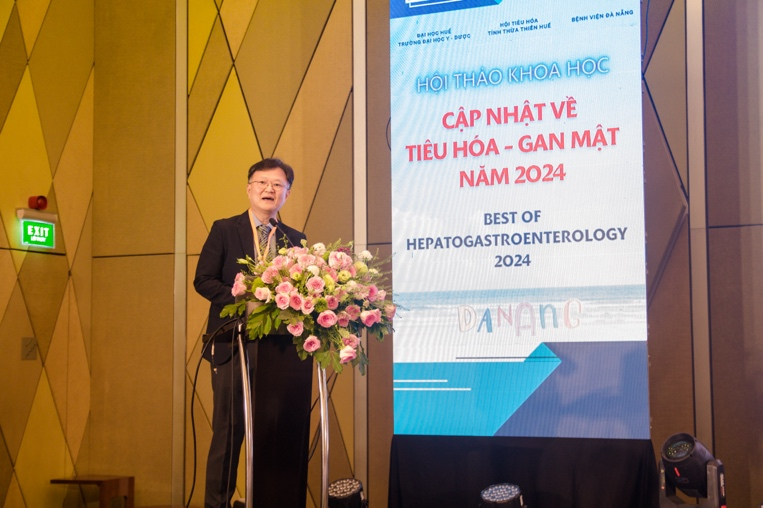 ĐẠI HỌC HUẾ
TRƯỜNG ĐẠI HỌC Y - DƯỢC
HỘI TIÊU HÓA
TỈNH THỪA THIÊN HUẾ
BỆNH VIỆN ĐÀ NẴNG
HỘI THẢO KHOA HỌC
CẬP NHẬT VỀ
TIÊU HÓA – GAN MẬT
NĂM 2024
BEST OF
HEPATOGASTROENTEROLOGY
2024
DANANG
EXIT